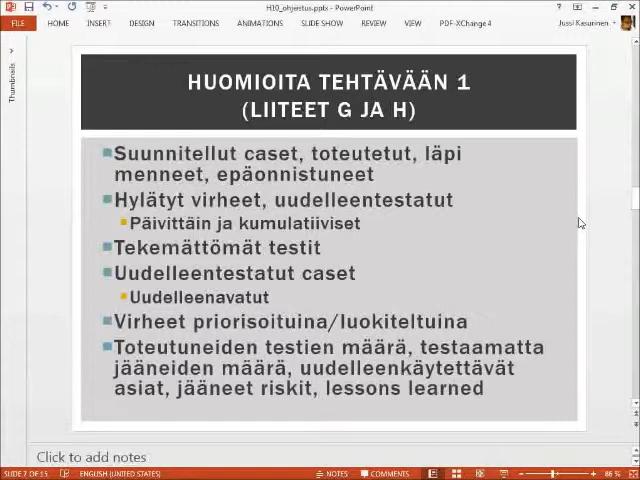 H10_ohjeistus.pptx - PowerPoint
FILE HOME INSERT DESIGN TRANSITIONS ANIMATIONS SLIDE SHOW REVIEW VIEW PDF-XChange 4 Jussi Kasurinen
Thumbnails
HUOMIOITA TEHTÄVÄÄN 1
(LIITEET G JA H)
Suunnitellut caset, toteutetut, läpi
menneet, epäonnistuneet
Hylätyt virheet, uudelleentestatut
Päivittäin ja kumulatiiviset
Tekemättömät testit
Uudelleentestatut caset
Uudelleenavatut
Virheet priorisoituina/luokiteltuina
Toteutuneiden testien määrä, testaamatta
jääneiden määrä, uudelleenkäytettävät
asiat, jääneet riskit, lessons learned
Click to add notes
SLIDE 7 OF 15 ENGLISH (UNITED STATES) NOTES COMMENTS 86 %